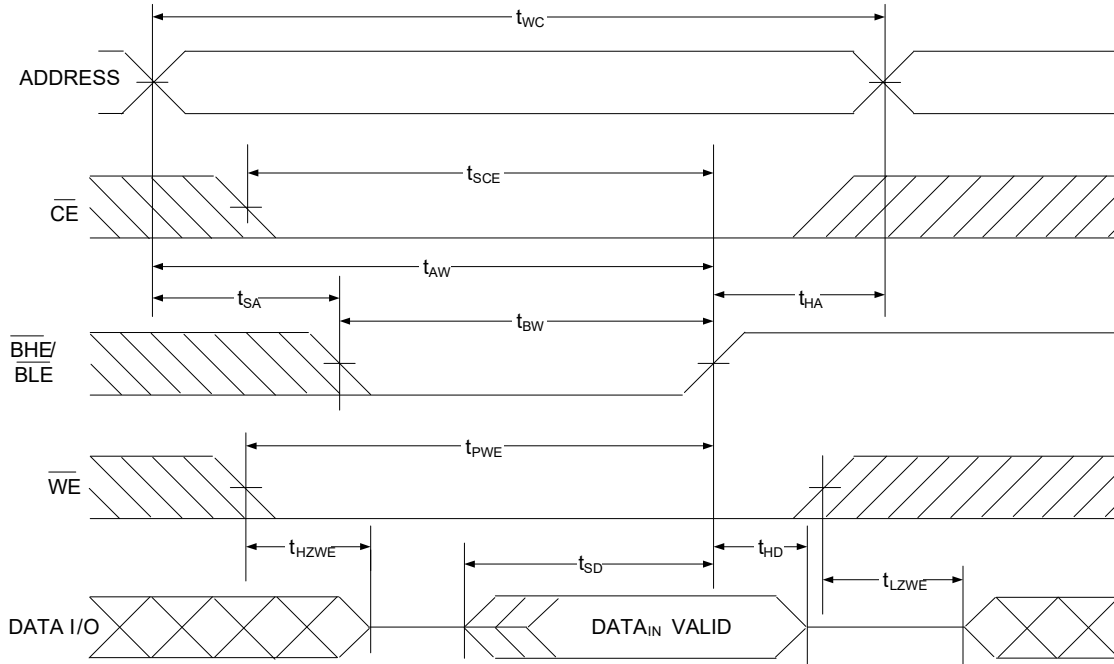 tWC
ADDRESS
tSCE
CE
tAW
tSA
tHA
tBW
BHE/
BLE
tPWE
WE
tHZWE
tSD
tHD
tLZWE
DATA I/O
DATAIN VALID